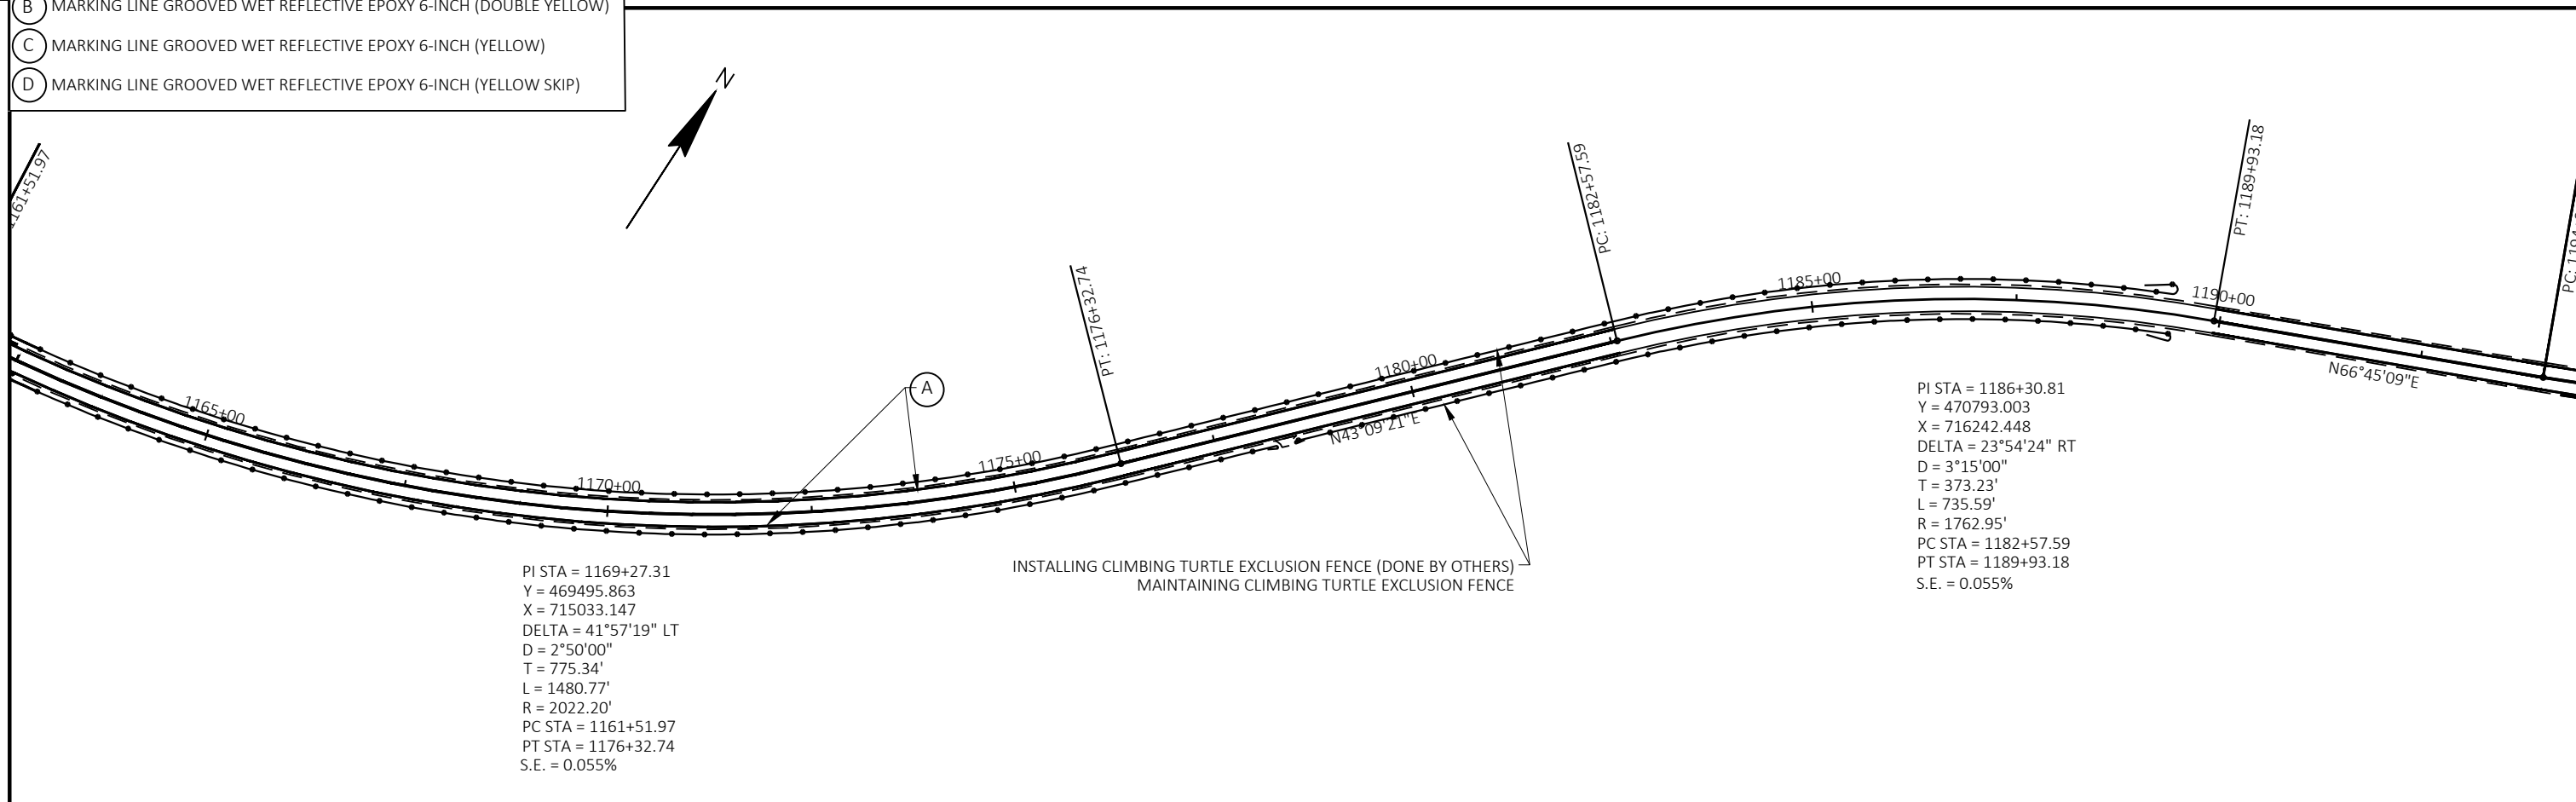 B MARKING LINE GROOVED WET REFLECTIVE EPOXY 6-INCH (DOUBLE YELLOW)
C MARKING LINE GROOVED WET REFLECTIVE EPOXY 6-INCH (YELLOW)
D MARKING LINE GROOVED WET REFLECTIVE EPOXY 6-INCH (YELLOW SKIP)
N
1161+51.97
1165+00
1170+00
1175+00
A
PT: 1176+32.74
1180+00
N43°09'21"E
PC: 1182+57.59
1185+00
1190+00
PT: 1189+93.18
N66°45'09"E
PC:
INSTALLING CLIMBING TURTLE EXCLUSION FENCE (DONE BY OTHERS)
MAINTAINING CLIMBING TURTLE EXCLUSION FENCE
PI STA = 1169+27.31
Y = 469495.863
X = 715033.147
DELTA = 41°57'19" LT
D = 2°50'00"
T = 775.34'
L = 1480.77'
R = 2022.20'
PC STA = 1161+51.97
PT STA = 1176+32.74
S.E. = 0.055%
PI STA = 1186+30.81
Y = 470793.003
X = 716242.448
DELTA = 23°54'24" RT
D = 3°15'00"
T = 373.23'
L = 735.59'
R = 1762.95'
PC STA = 1182+57.59
PT STA = 1189+93.18
S.E. = 0.055%